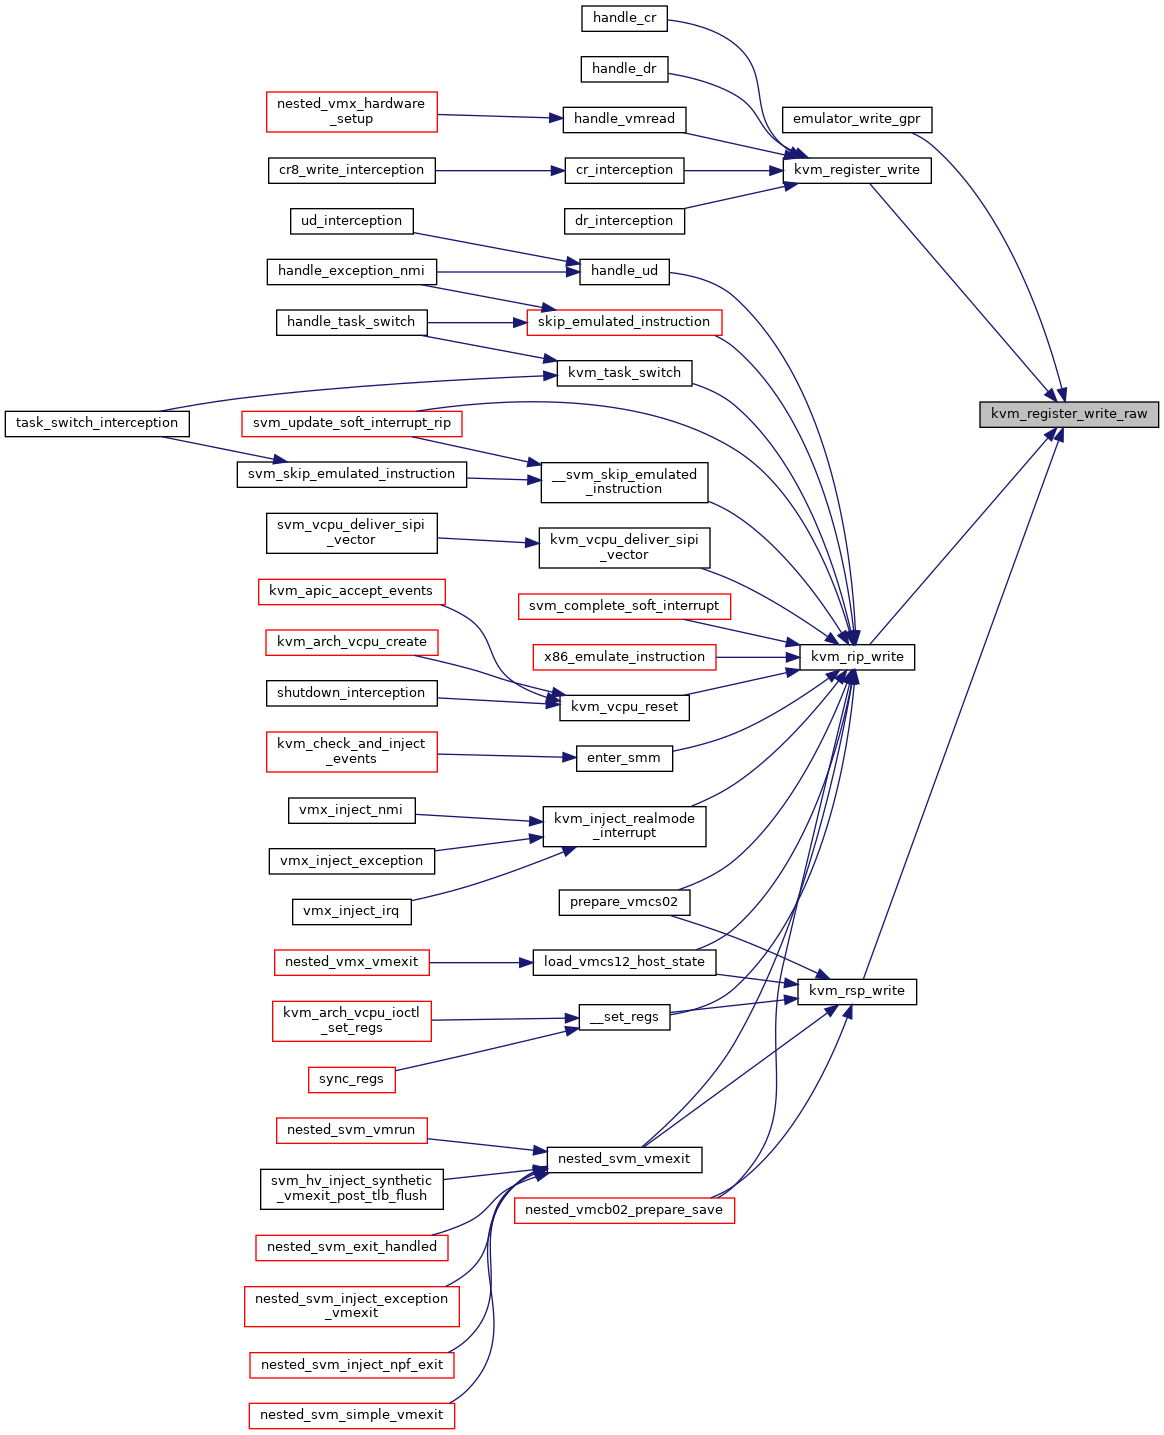 handle_cr
handle_dr
nested_vmx_hardware
_setup
handle_vmread
emulator_write_gpr
cr8_write_interception
cr_interception
kvm_register_write
ud_interception
dr_interception
handle_exception_nmi
handle_ud
handle_task_switch
skip_emulated_instruction
kvm_task_switch
task_switch_interception
svm_update_soft_interrupt_rip
kvm_register_write_raw
svm_skip_emulated_instruction
__svm_skip_emulated
_instruction
svm_vcpu_deliver_sipi
_vector
kvm_vcpu_deliver_sipi
_vector
kvm_apic_accept_events
svm_complete_soft_interrupt
kvm_arch_vcpu_create
x86_emulate_instruction
kvm_rip_write
shutdown_interception
kvm_vcpu_reset
kvm_check_and_inject
_events
enter_smm
vmx_inject_nmi
kvm_inject_realmode
_interrupt
vmx_inject_exception
vmx_inject_irq
prepare_vmcs02
nested_vmx_vmexit
load_vmcs12_host_state
kvm_rsp_write
kvm_arch_vcpu_ioctl
_set_regs
__set_regs
sync_regs
nested_svm_vmrun
nested_svm_vmexit
svm_hv_inject_synthetic
_vmexit_post_tlb_flush
nested_vmcb02_prepare_save
nested_svm_exit_handled
nested_svm_inject_exception
_vmexit
nested_svm_inject_npf_exit
nested_svm_simple_vmexit